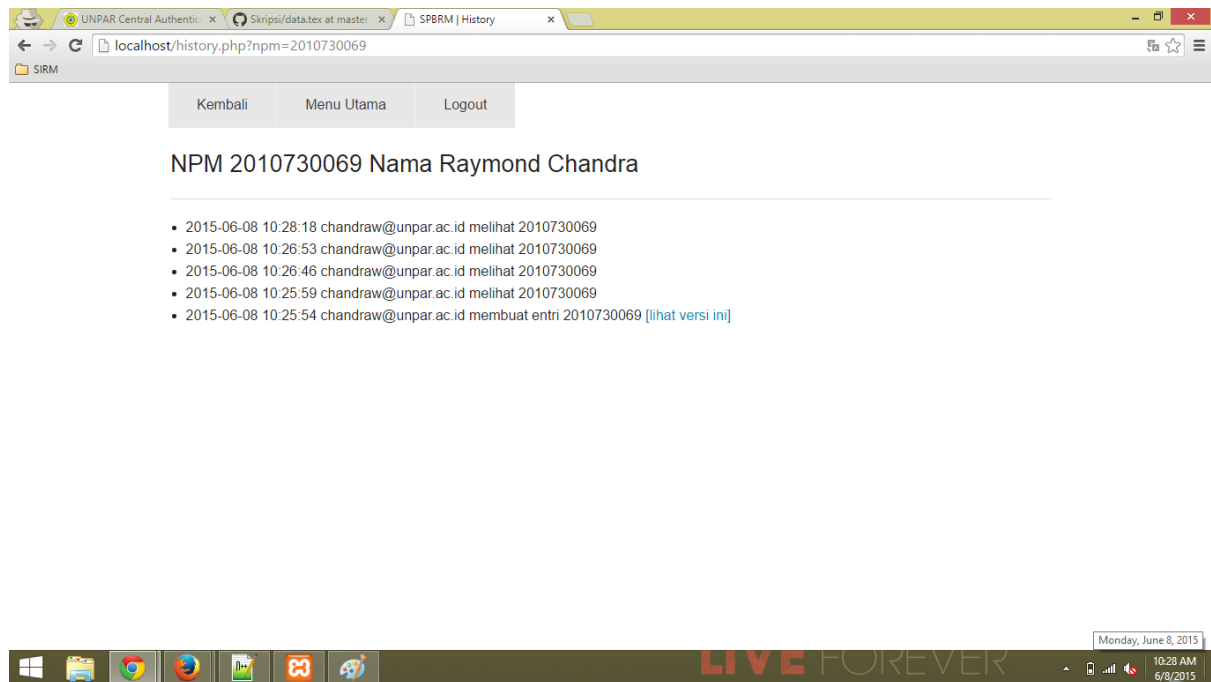 UNPAR Central Authentic
Skripsi/data.tex at master
SPBRM | History
localhost/history.php?npm=2010730069
SIRM
Kembali
Menu Utama
Logout
NPM 2010730069 Nama Raymond Chandra
2015-06-08 10:28:18 chandraw@unpar.ac.id melihat 2010730069
2015-06-08 10:26:53 chandraw@unpar.ac.id melihat 2010730069
2015-06-08 10:26:46 chandraw@unpar.ac.id melihat 2010730069
2015-06-08 10:25:59 chandraw@unpar.ac.id melihat 2010730069
2015-06-08 10:25:54 chandraw@unpar.ac.id membuat entri 2010730069 [lihat versi ini]
Monday, June 8, 2015
LIVE FOREVER
10:28 AM
6/8/2015